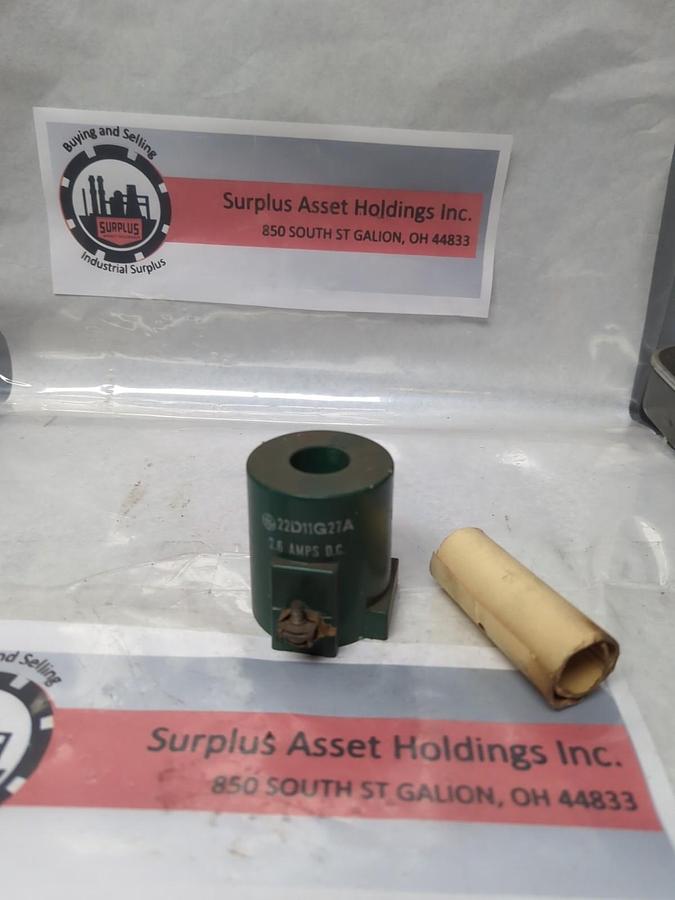 Buying and Selling
SURPLUS
Industrial Surplus
Surplus Asset Holdings Inc.
850 SOUTH ST GALION, OH 44833
22D11G27A
2.6 AMPS D.C.
nd Selling
Surplus Asset Holdings Inc.
850 SOUTH ST GALION, OH 44833